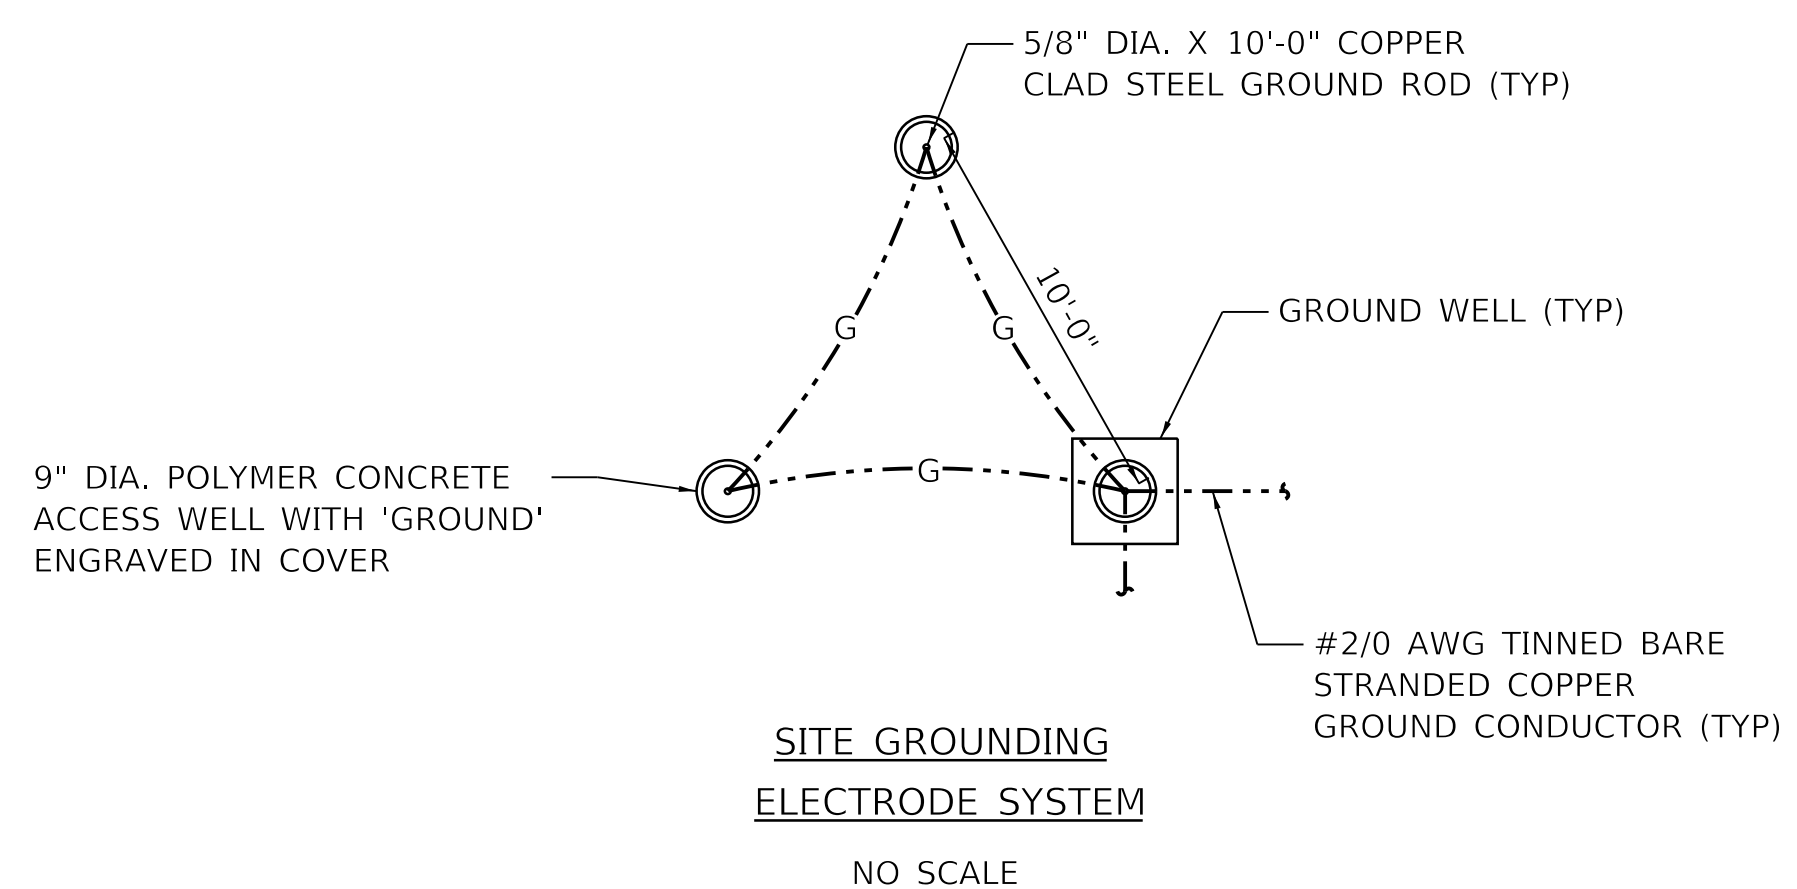 5/8" DIA. X 10'-0" COPPER
CLAD STEEL GROUND ROD (TYP)
10'-0"
GROUND WELL (TYP)
G
G
G
9" DIA. POLYMER CONCRETE
ACCESS WELL WITH 'GROUND'
ENGRAVED IN COVER
#2/0 AWG TINNED BARE
STRANDED COPPER
GROUND CONDUCTOR (TYP)
SITE GROUNDING
ELECTRODE SYSTEM
NO SCALE